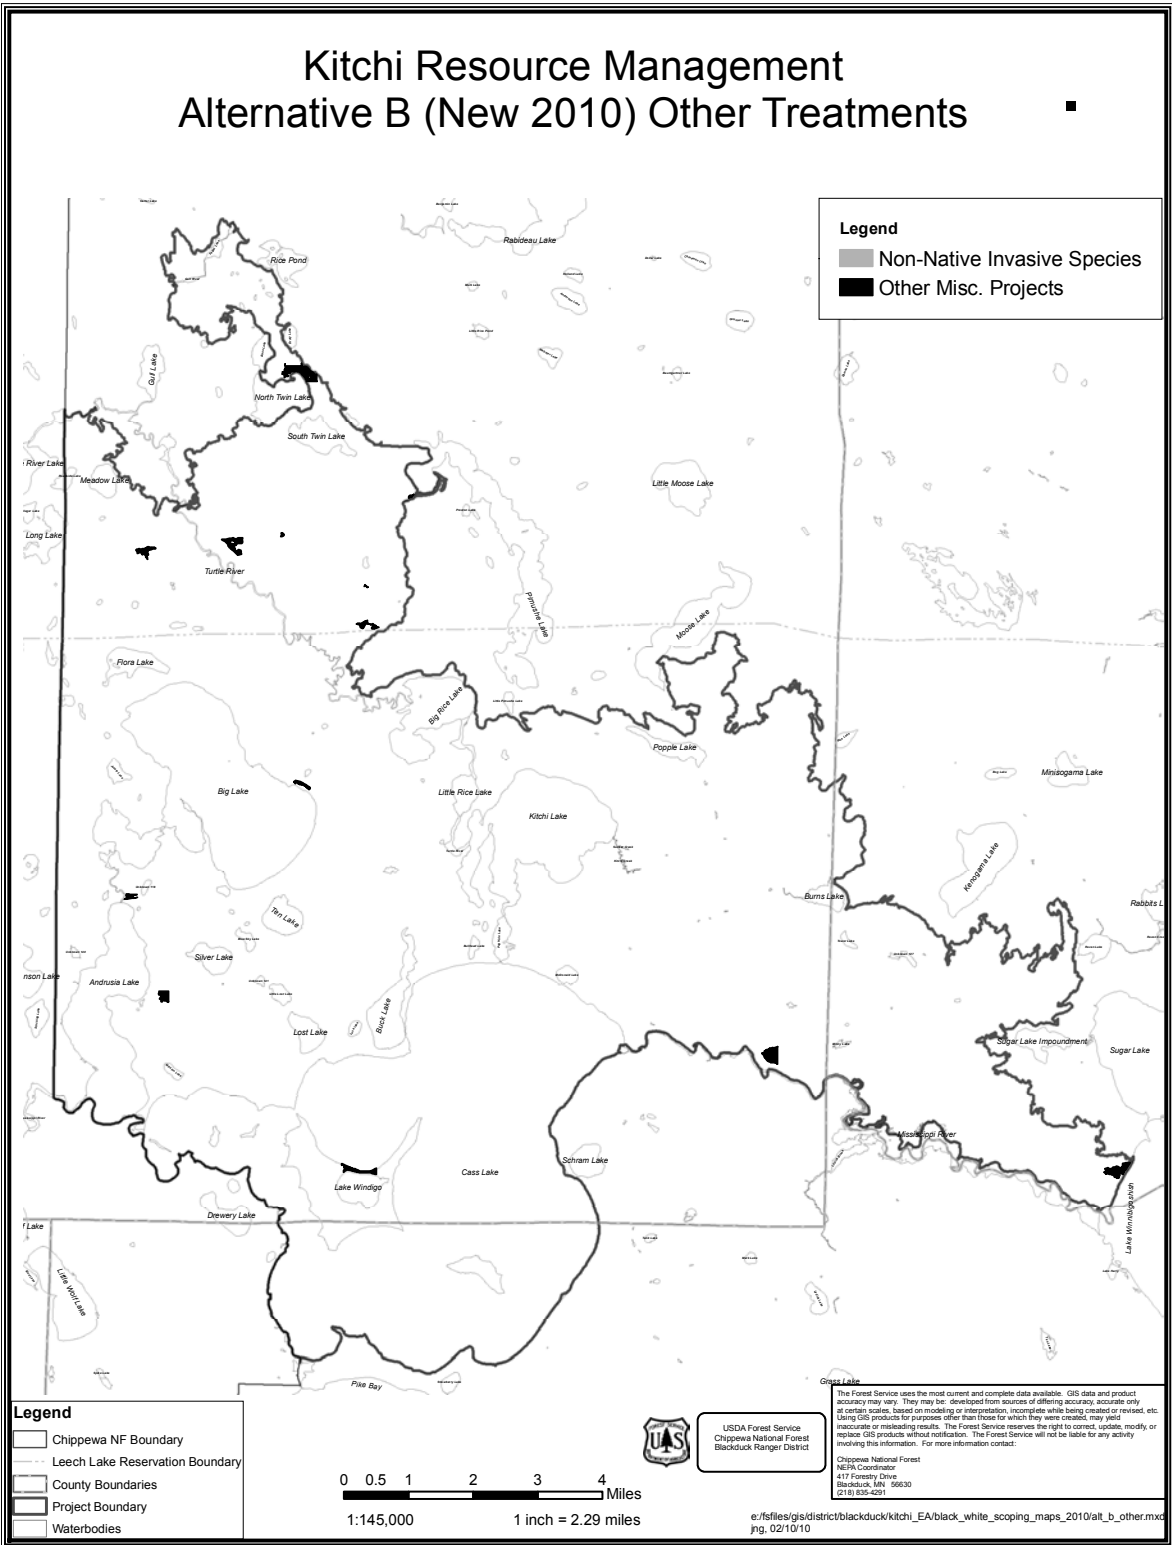 Kitchi Resource Management
Alternative B (New 2010) Other Treatments
Legend
Non-Native Invasive Species
Other Misc. Projects
Rabideau Lake
Rice Pond
Gull Lake
North Twin Lake
South Twin Lake
River Lake
Meadow Lake
Little Moose Lake
Long Lake
Turtle River
Pimushe Lake
Moose Lake
Flora Lake
Big Rice Lake
Little Pimushe Lake
Popple Lake
Big Lake
Little Rice Lake
Kitchi Lake
Minisogama Lake
Kenogama Lake
Burns Lake
Rabbits L
Ten Lake
Silver Lake
nson Lake
Andrusia Lake
Buck Lake
Lost Lake
Sugar Lake Impoundment
Sugar Lake
Mississippi River
Schram Lake
Cass Lake
Lake Windigo
Drewery Lake
f Lake
Lake Winnibigoshish
Little Wolf Lake
Pike Bay
Grass Lake
Legend
Chippewa NF Boundary
Leech Lake Reservation Boundary
County Boundaries
Project Boundary
Waterbodies
0 0.5 1 2 3 4
Miles
1:145,000 1 inch = 2.29 miles
FOREST SERVICE
UAS
USDA Forest Service
Chippewa National Forest
Blackduck Ranger District
The Forest Service uses the most current and complete data available. GIS data and product
accuracy may vary. They may be: developed from sources of differing accuracy, accurate only
at certain scales, based on modeling or interpretation, incomplete while being created or revised, etc.
Using GIS products for purposes other than those for which they were created, may yield
inaccurate or misleading results. The Forest Service reserves the right to correct, update, modify, or
replace GIS products without notification. The Forest Service will not be liable for any activity
involving this information. For more information contact:
Chippewa National Forest
NEPA Coordinator
417 Forestry Drive
Blackduck, MN 56630
(218) 835-4291
e:/fsfiles/gis/district/blackduck/kitchi_EA/black_white_scoping_maps_2010/alt_b_other.mxd
jng, 02/10/10